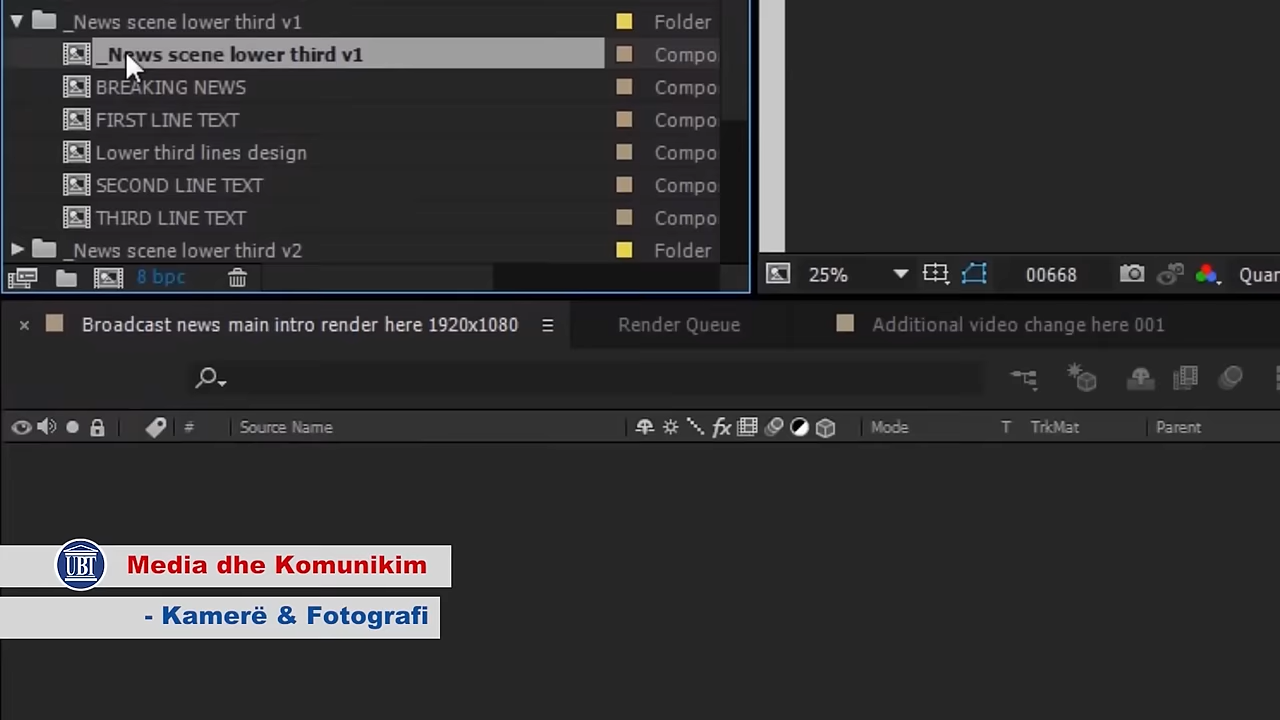 _News scene lower third v1 Folder
_News scene lower third v1 Compo
BREAKING NEWS Compo
FIRST LINE TEXT Compo
Lower third lines design Compo
SECOND LINE TEXT Compo
THIRD LINE TEXT Compo
_News scene lower third v2 Folder
8 bpc
25% 00668 Quar
× Broadcast news main intro render here 1920x1080 Render Queue Additional video change here 001
# Source Name fx Mode T TrkMat Parent
UBT Media dhe Komunikim
- Kamerë & Fotografi